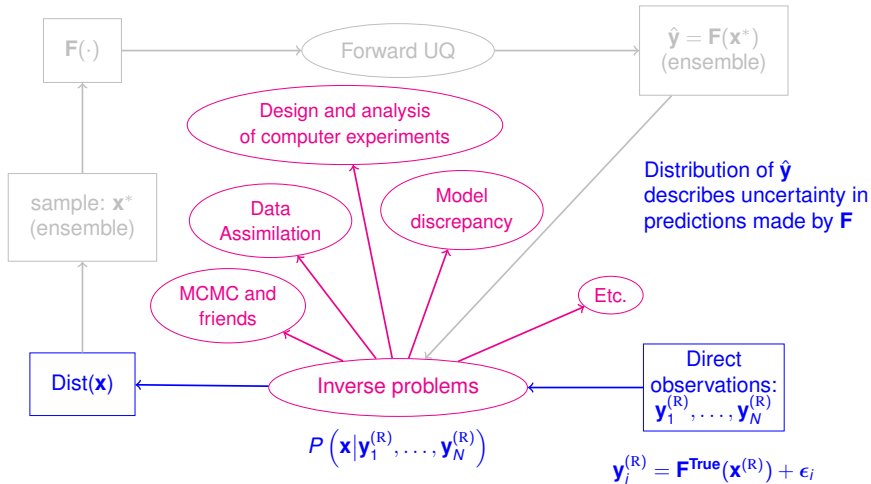 F(·)
Forward UQ
ŷ = F(x*)
(ensemble)
Design and analysis
of computer experiments
Distribution of ŷ
describes uncertainty in
predictions made by F
sample: x*
(ensemble)
Data
Assimilation
Model
discrepancy
MCMC and
friends
Etc.
Dist(x)
Inverse problems
Direct
observations:
y₁⁽ᴿ⁾, . . . , y_N⁽ᴿ⁾
P (x|y₁⁽ᴿ⁾, . . . , y_N⁽ᴿ⁾)
y_i⁽ᴿ⁾ = F^True(x⁽ᴿ⁾) + ϵ_i